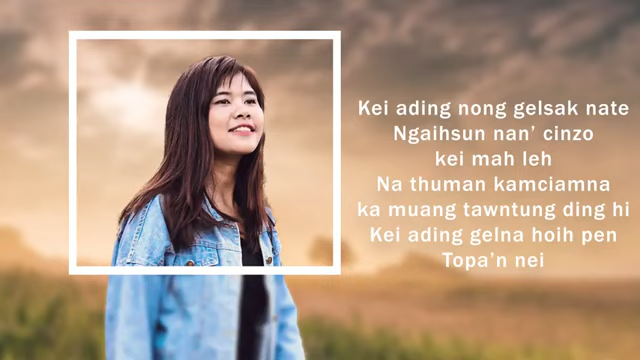 Kei ading nong gelsak nate
Ngaihsun nan’ cinzo
kei mah leh
Na thuman kamciamna
ka muang tawntung ding hi
Kei ading gelna hoih pen
Topa’n nei